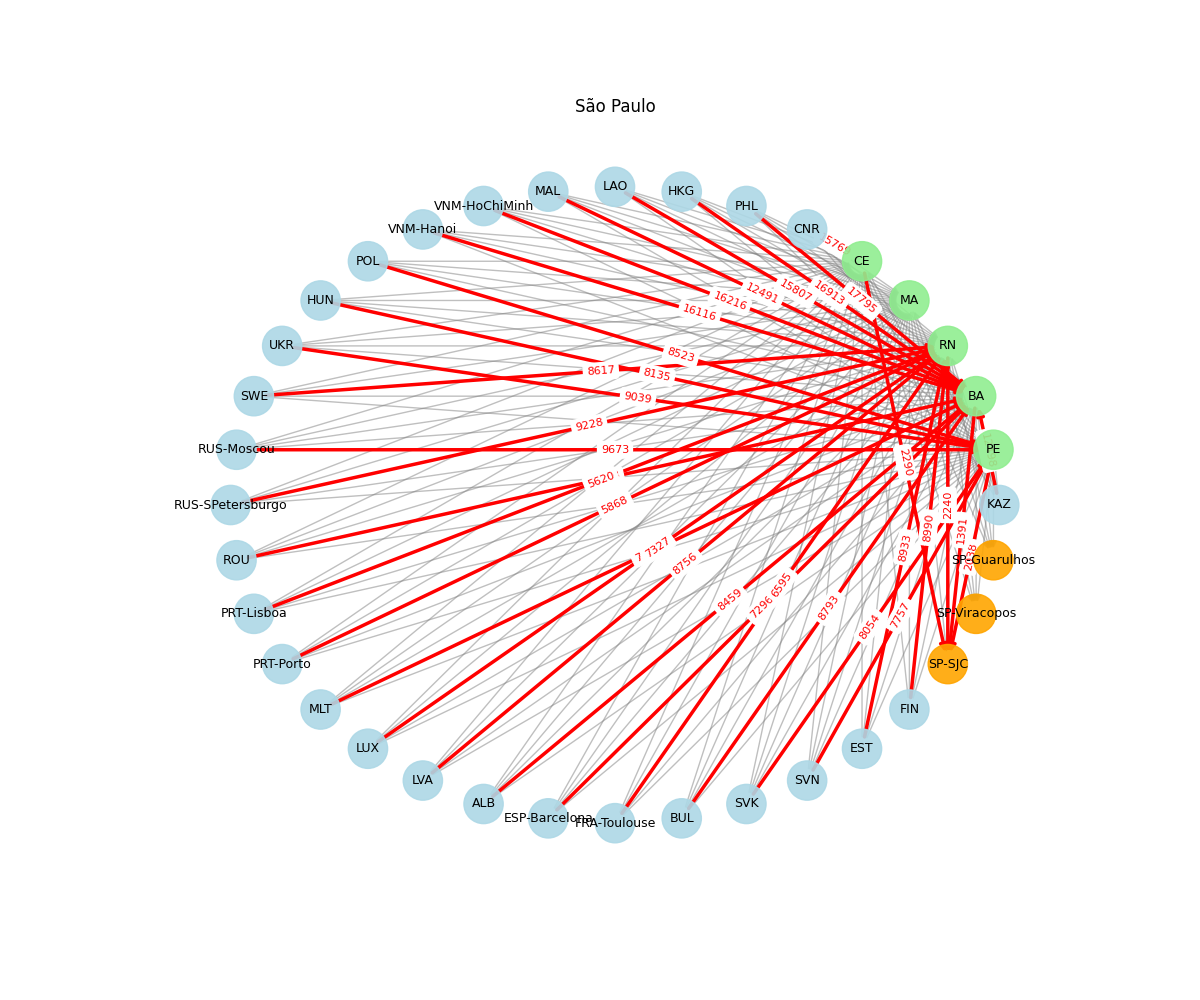 São Paulo
LAO
MAL
HKG
VNM-HoChiMinh
PHL
VNM-Hanoi
CNR
POL
CE
HUN
MA
UKR
RN
SWE
BA
RUS-Moscou
PE
RUS-SPetersburgo
KAZ
ROU
SP-Guarulhos
PRT-Lisboa
SP-Viracopos
PRT-Porto
SP-SJC
MLT
FIN
LUX
EST
LVA
SVN
ALB
SVK
ESP-Barcelona
BUL
FRA-Toulouse
16116
16216
12491
15807
16913
17795
8523
8617
8135
9039
9228
9673
5620
5868
7327
8756
8459
7296
6595
8793
8054
7757
8933
8990
2290
2240
1391